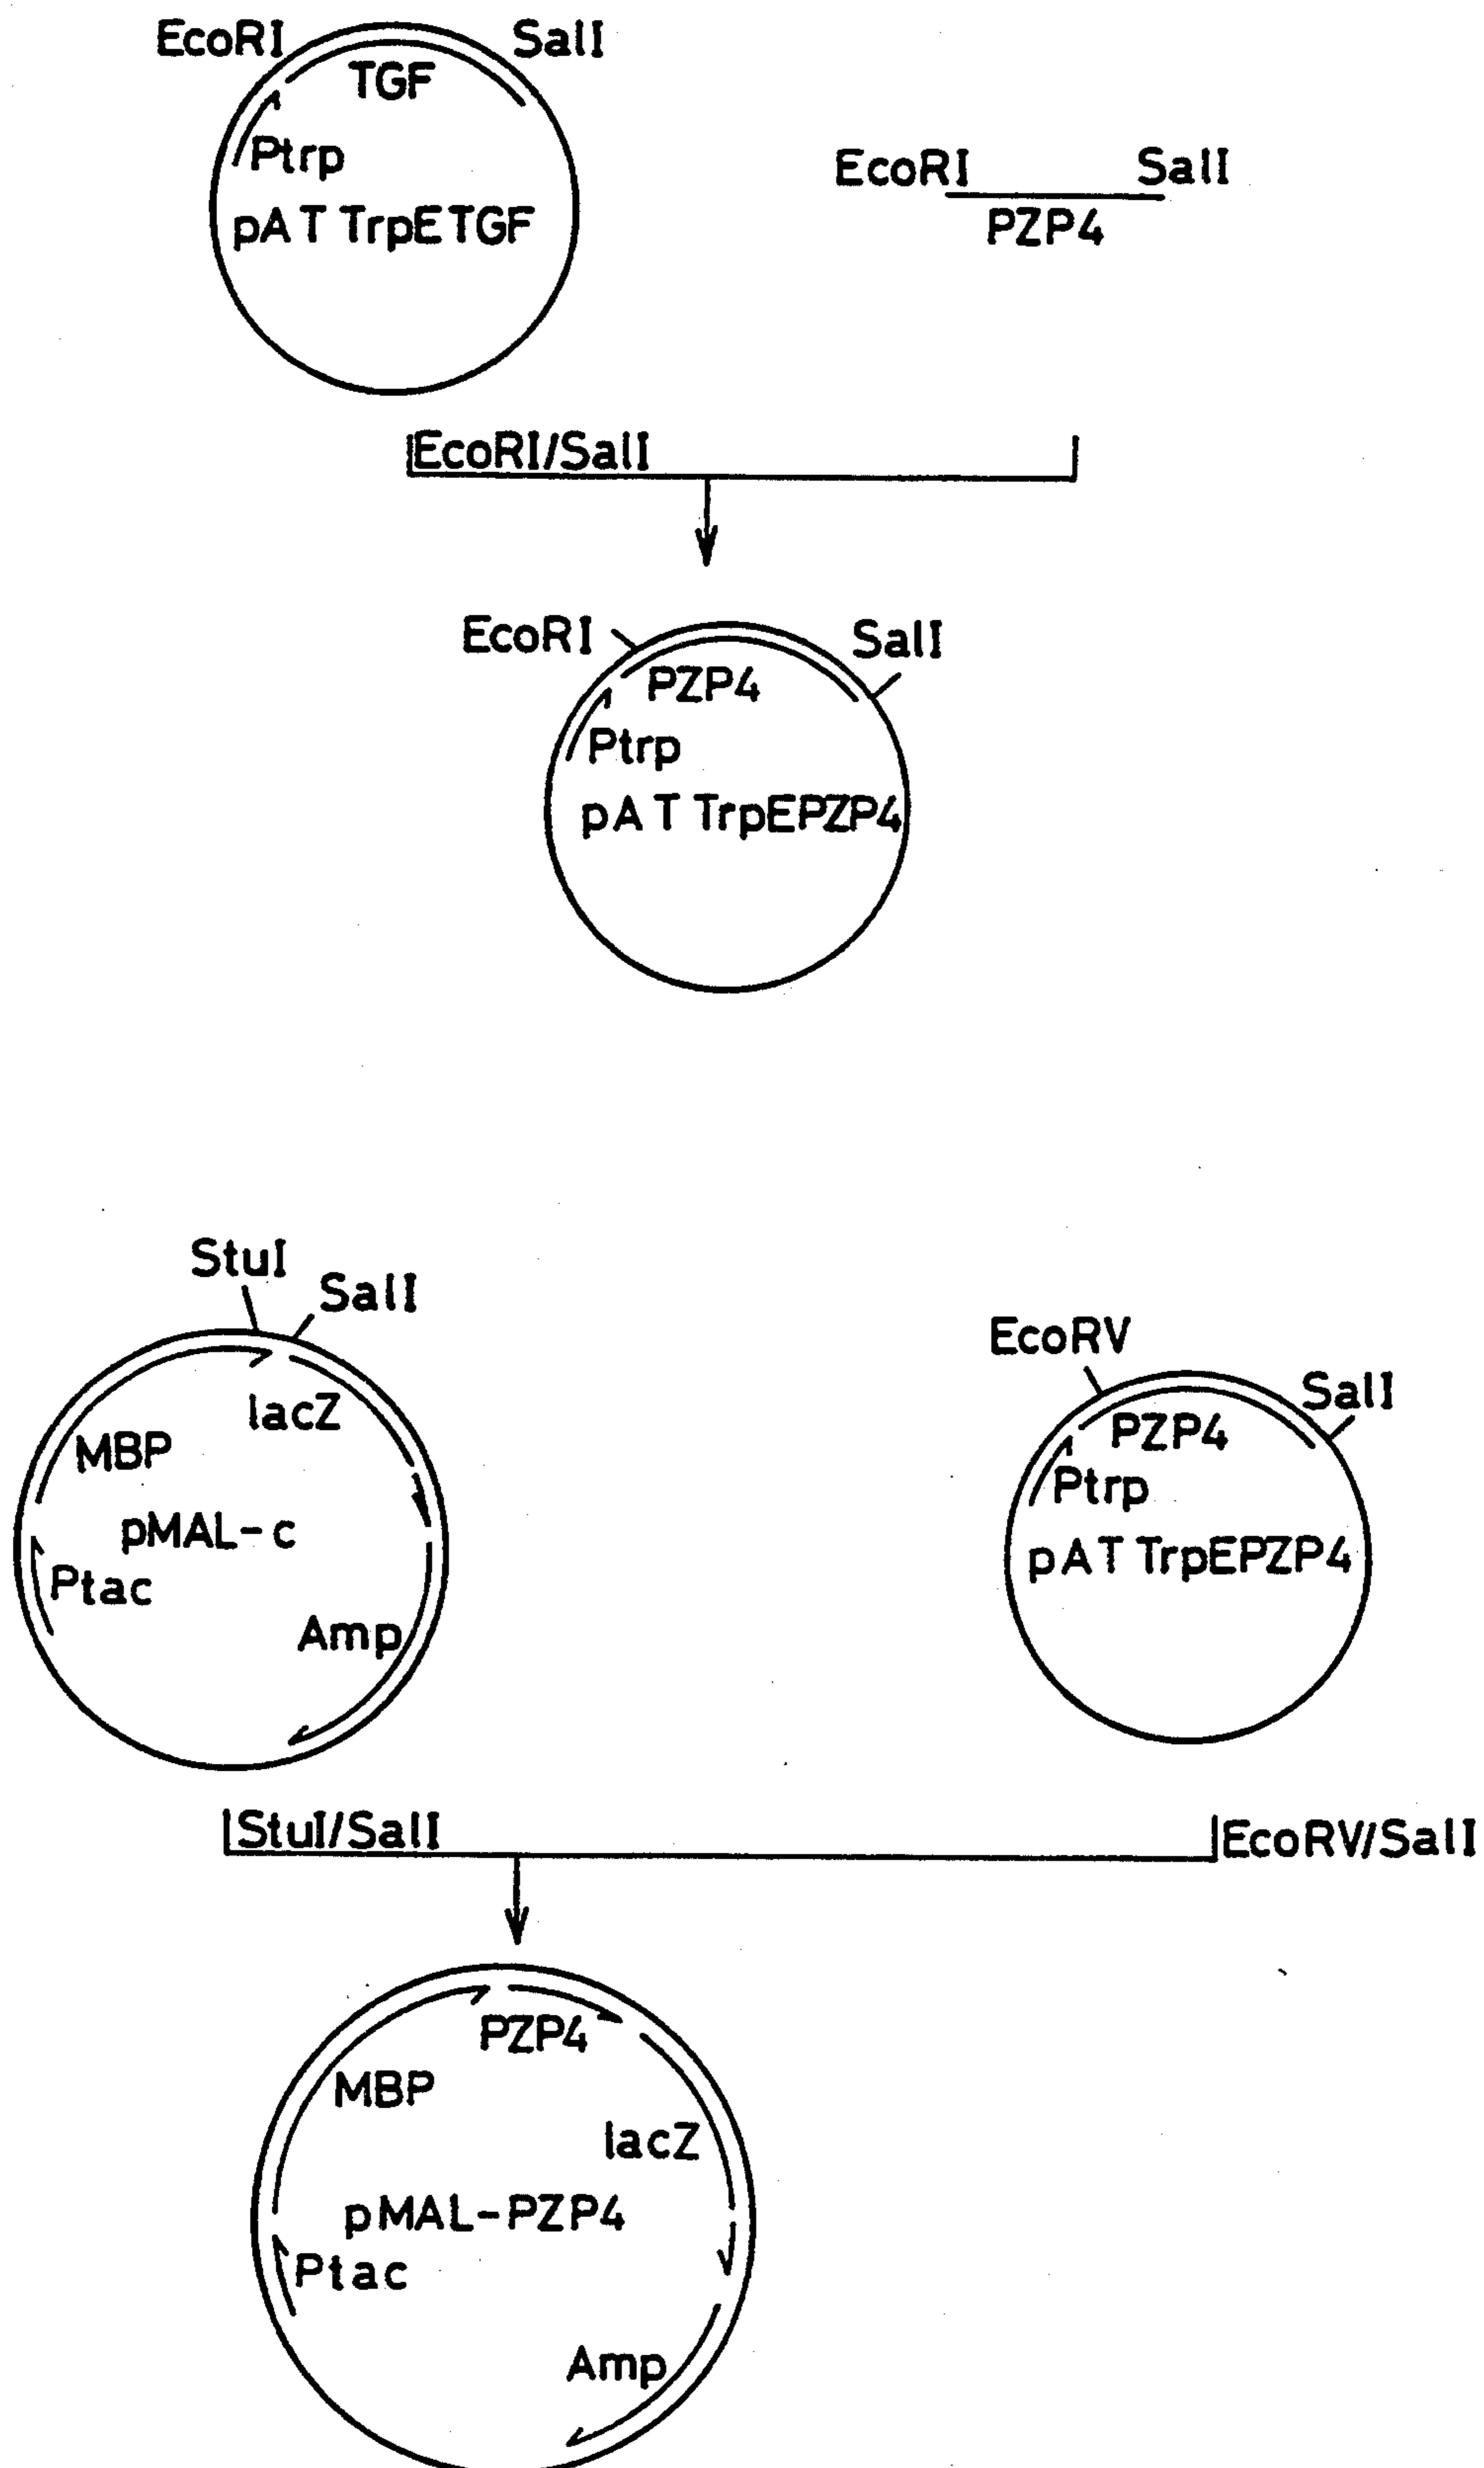 EcoRI
SalI
TGF
Ptrp
pAT TrpETGF
EcoRI
SalI
PZP4
EcoRI/SalI
EcoRI
SalI
PZP4
Ptrp
pAT TrpEPZP4
StuI
SalI
lacZ
MBP
pMAL-c
Ptac
Amp
EcoRV
SalI
PZP4
Ptrp
pAT TrpEPZP4
StuI/SalI
EcoRV/SalI
PZP4
MBP
lacZ
pMAL-PZP4
Ptac
Amp